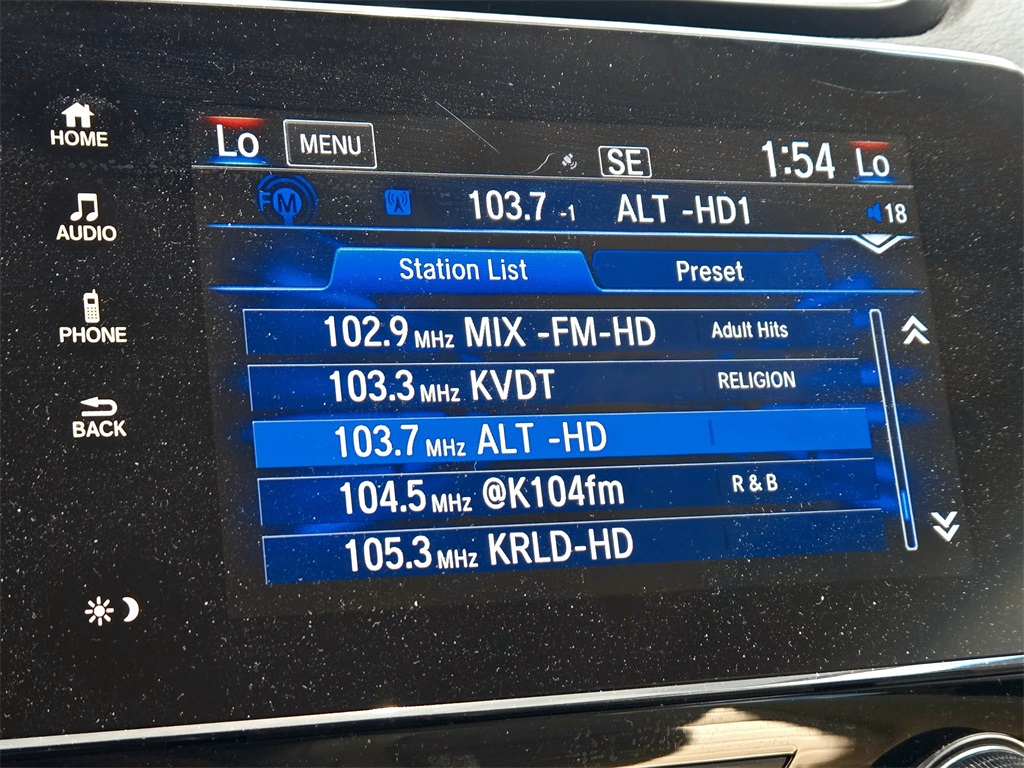 HOME
Lo MENU SE 1:54 Lo
AUDIO
FM 103.7 -1 ALT -HD1 18
Station List Preset
PHONE
102.9 MHz MIX -FM-HD Adult Hits
103.3 MHz KVDT RELIGION
BACK
103.7 MHz ALT -HD
104.5 MHz @K104fm R & B
105.3 MHz KRLD-HD